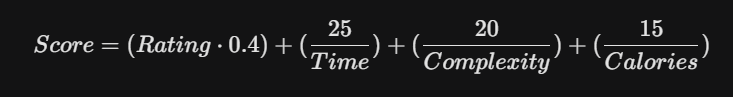 Score = (Rating · 0.4) + (25/Time) + (20/Complexity) + (15/Calories)